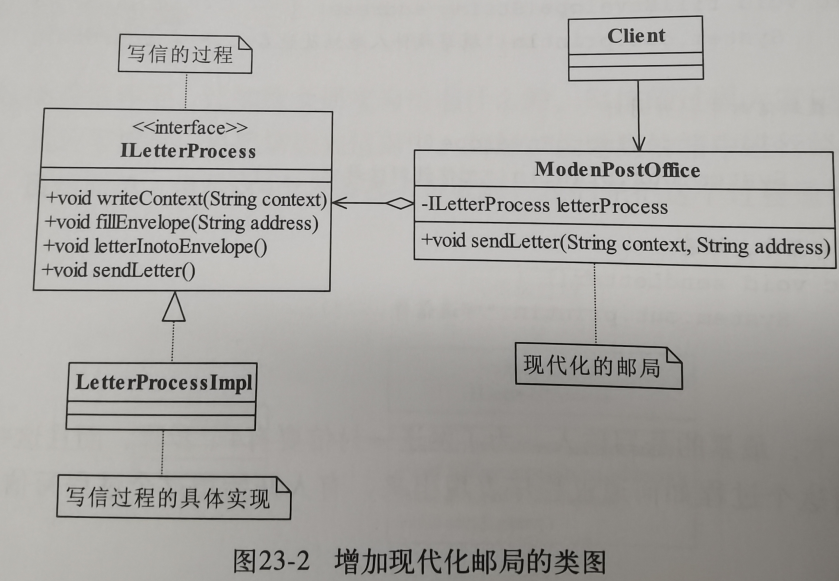 写信的过程
Client
<<interface>>
ILetterProcess
+void writeContext(String context)
+void fillEnvelope(String address)
+void letterInotoEnvelope()
+void sendLetter()
ModenPostOffice
-ILetterProcess letterProcess
+void sendLetter(String context, String address)
LetterProcessImpl
现代化的邮局
写信过程的具体实现
图23-2 增加现代化邮局的类图